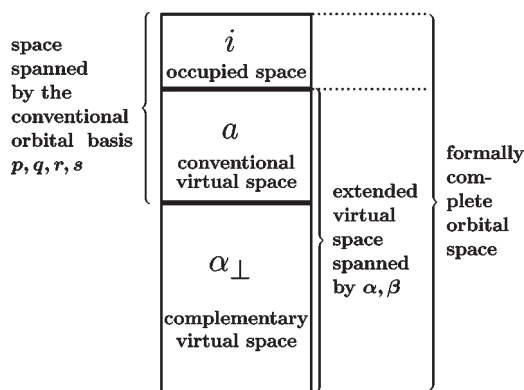 space
spanned
by the
conventional
orbital basis
p, q, r, s
i
occupied space
a
conventional
virtual space
α⊥
complementary
virtual space
extended
virtual
space
spanned
by α, β
formally
com-
plete
orbital
space